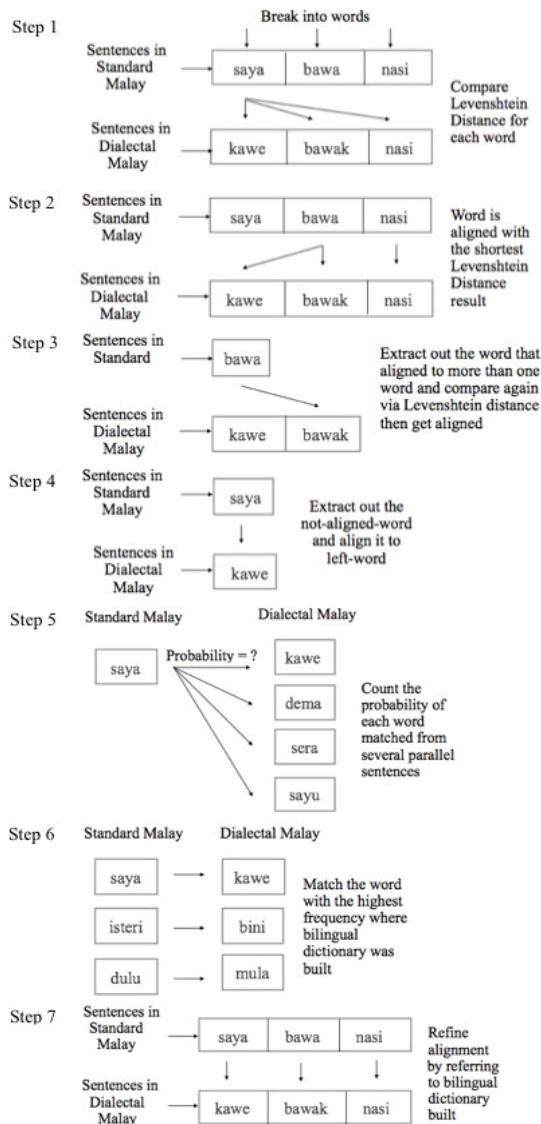 Step 1
Break into words
Sentences in
Standard
Malay
saya bawa nasi
Compare
Levenshtein
Distance for
each word
Sentences in
Dialectal
Malay
kawe bawak nasi
Step 2
Sentences in
Standard
Malay
saya bawa nasi
Word is
aligned with
the shortest
Levenshtein
Distance
result
Sentences in
Dialectal
Malay
kawe bawak nasi
Step 3
Sentences in
Standard
bawa
Extract out the word that
aligned to more than one
word and compare again
via Levenshtein distance
then get aligned
Sentences in
Dialectal
Malay
kawe bawak
Step 4
Sentences in
Standard
Malay
saya
Extract out the
not-aligned-word
and align it to
left-word
Sentences in
Dialectal
Malay
kawe
Step 5
Standard Malay Dialectal Malay
saya
Probability = ?
kawe
dema
sera
sayu
Count the
probability of
each word
matched from
several parallel
sentences
Step 6
Standard Malay Dialectal Malay
saya kawe
isteri bini
dulu mula
Match the word
with the highest
frequency where
bilingual
dictionary was
built
Step 7
Sentences in
Standard
Malay
saya bawa nasi
Refine
alignment
by referring
to bilingual
dictionary
built
Sentences in
Dialectal
Malay
kawe bawak nasi